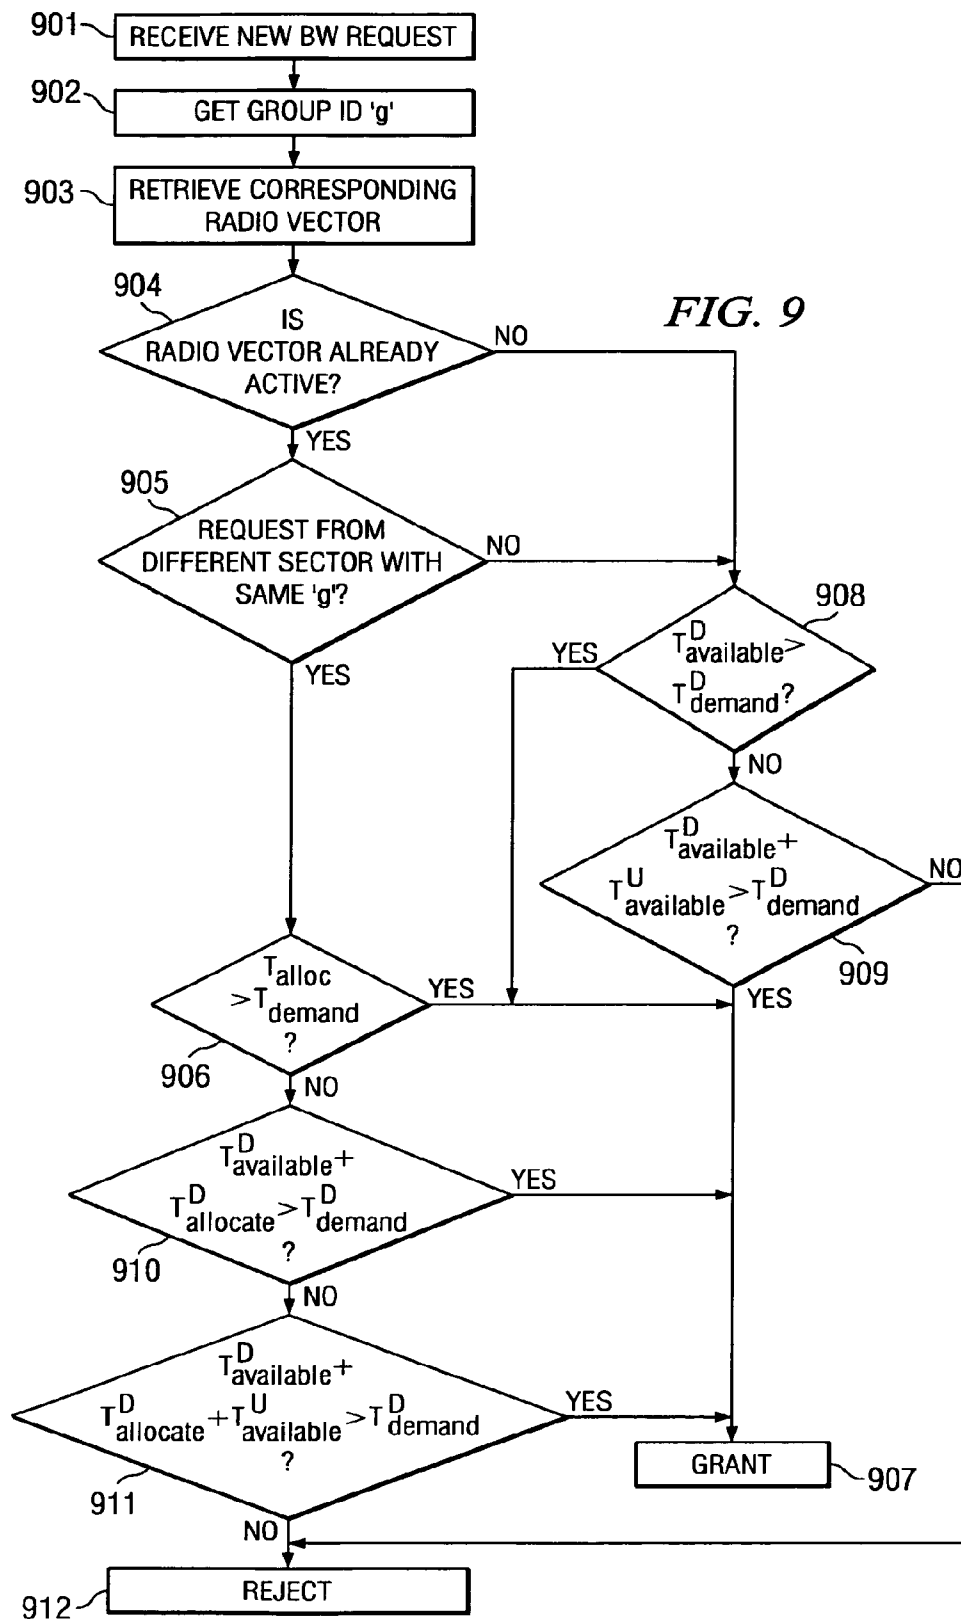 901
RECEIVE NEW BW REQUEST
902
GET GROUP ID 'g'
903
RETRIEVE CORRESPONDING
RADIO VECTOR
904
IS
RADIO VECTOR ALREADY
ACTIVE?
NO
FIG. 9
YES
905
REQUEST FROM
DIFFERENT SECTOR WITH
SAME 'g'?
NO
YES
908
T^D_available >
T^D_demand ?
YES
NO
T^D_available +
T^U_available > T^D_demand
?
NO
909
YES
T_alloc
> T_demand
?
YES
906
NO
T^D_available +
T^D_allocate > T^D_demand
?
YES
910
NO
T^D_available +
T^D_allocate + T^U_available > T^D_demand
?
YES
911
NO
GRANT
907
REJECT
912